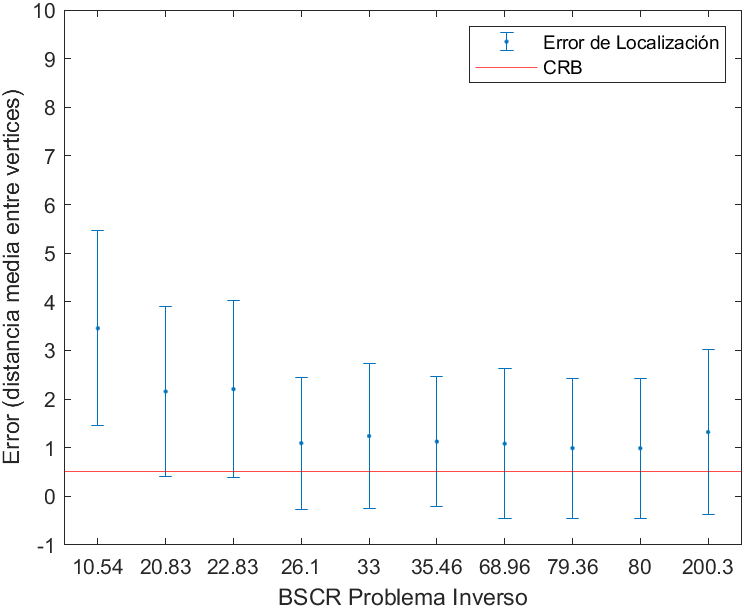 10
9
8
7
6
5
4
3
2
1
0
-1
Error (distancia media entre vertices)
Error de Localización
CRB
10.54 20.83 22.83 26.1 33 35.46 68.96 79.36 80 200.3
BSCR Problema Inverso